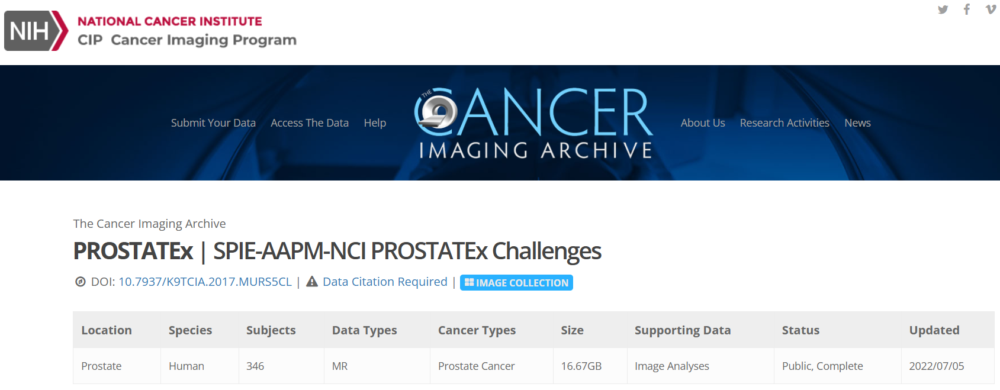 NIH
NATIONAL CANCER INSTITUTE
CIP Cancer Imaging Program
Submit Your Data Access The Data Help
THE CANCER
IMAGING ARCHIVE
About Us Research Activities News
The Cancer Imaging Archive
PROSTATEx | SPIE-AAPM-NCI PROSTATEx Challenges
DOI: 10.7937/K9TCIA.2017.MURS5CL | Data Citation Required | IMAGE COLLECTION
Location Species Subjects Data Types Cancer Types Size Supporting Data Status Updated
Prostate Human 346 MR Prostate Cancer 16.67GB Image Analyses Public, Complete 2022/07/05